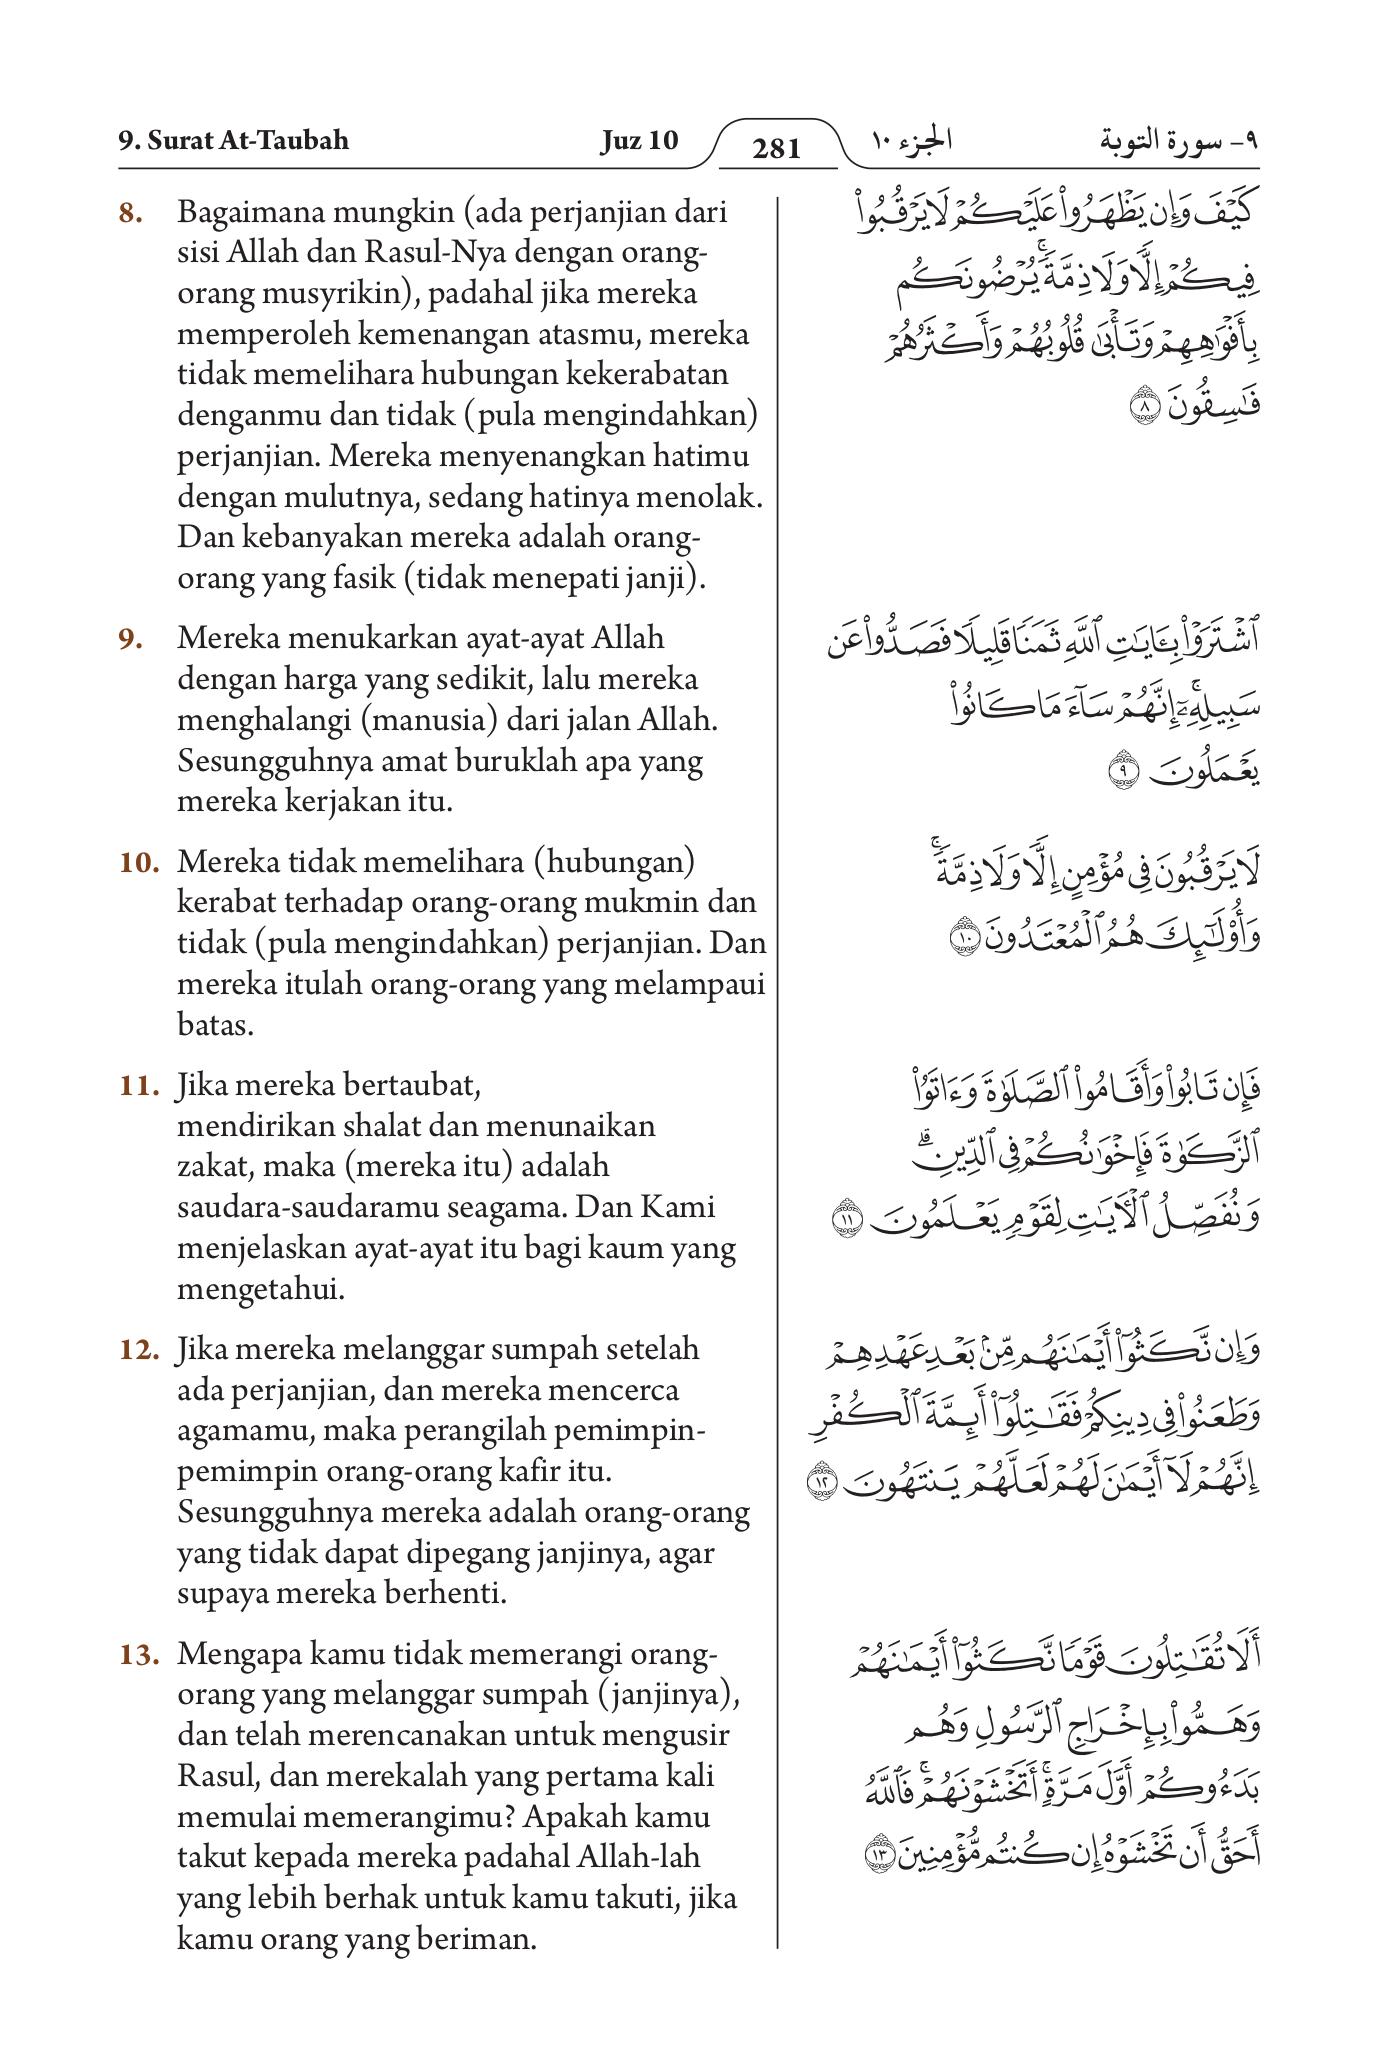 9. Surat At-Taubah
Juz 10
281
الجزء ١٠
٩- سورة التوبة
8. Bagaimana mungkin (ada perjanjian dari
sisi Allah dan Rasul-Nya dengan orang-
orang musyrikin), padahal jika mereka
memperoleh kemenangan atasmu, mereka
tidak memelihara hubungan kekerabatan
denganmu dan tidak (pula mengindahkan)
perjanjian. Mereka menyenangkan hatimu
dengan mulutnya, sedang hatinya menolak.
Dan kebanyakan mereka adalah orang-
orang yang fasik (tidak menepati janji).
كَيۡفَ وَإِن يَظۡهَرُواْ عَلَيۡكُمۡ لَا يَرۡقُبُواْ
فِيكُمۡ إِلّٗا وَلَا ذِمَّةٗۚ يُرۡضُونَكُم
بِأَفۡوَٰهِهِمۡ وَتَأۡبَىٰ قُلُوبُهُمۡ وَأَكۡثَرُهُمۡ
فَٰسِقُونَ ٨
9. Mereka menukarkan ayat-ayat Allah
dengan harga yang sedikit, lalu mereka
menghalangi (manusia) dari jalan Allah.
Sesungguhnya amat buruklah apa yang
mereka kerjakan itu.
ٱشۡتَرَوۡاْ بِـَٔايَٰتِ ٱللَّهِ ثَمَنٗا قَلِيلٗا فَصَدُّواْ عَن
سَبِيلِهِۦٓۚ إِنَّهُمۡ سَآءَ مَا كَانُواْ
يَعۡمَلُونَ ٩
10. Mereka tidak memelihara (hubungan)
kerabat terhadap orang-orang mukmin dan
tidak (pula mengindahkan) perjanjian. Dan
mereka itulah orang-orang yang melampaui
batas.
لَا يَرۡقُبُونَ فِي مُؤۡمِنٍ إِلّٗا وَلَا ذِمَّةٗۚ
وَأُوْلَٰٓئِكَ هُمُ ٱلۡمُعۡتَدُونَ ١٠
11. Jika mereka bertaubat,
mendirikan shalat dan menunaikan
zakat, maka (mereka itu) adalah
saudara-saudaramu seagama. Dan Kami
menjelaskan ayat-ayat itu bagi kaum yang
mengetahui.
فَإِن تَابُواْ وَأَقَامُواْ ٱلصَّلَوٰةَ وَءَاتَوُاْ
ٱلزَّكَوٰةَ فَإِخۡوَٰنُكُمۡ فِي ٱلدِّينِۗ
وَنُفَصِّلُ ٱلۡأٓيَٰتِ لِقَوۡمٖ يَعۡلَمُونَ ١١
12. Jika mereka melanggar sumpah setelah
ada perjanjian, dan mereka mencerca
agamamu, maka perangilah pemimpin-
pemimpin orang-orang kafir itu.
Sesungguhnya mereka adalah orang-orang
yang tidak dapat dipegang janjinya, agar
supaya mereka berhenti.
وَإِن نَّكَثُوٓاْ أَيۡمَٰنَهُم مِّنۢ بَعۡدِ عَهۡدِهِمۡ
وَطَعَنُواْ فِي دِينِكُمۡ فَقَٰتِلُوٓاْ أَئِمَّةَ ٱلۡكُفۡرِ
إِنَّهُمۡ لَآ أَيۡمَٰنَ لَهُمۡ لَعَلَّهُمۡ يَنتَهُونَ ١٢
13. Mengapa kamu tidak memerangi orang-
orang yang melanggar sumpah (janjinya),
dan telah merencanakan untuk mengusir
Rasul, dan merekalah yang pertama kali
memulai memerangimu? Apakah kamu
takut kepada mereka padahal Allah-lah
yang lebih berhak untuk kamu takuti, jika
kamu orang yang beriman.
أَلَا تُقَٰتِلُونَ قَوۡمٗا نَّكَثُوٓاْ أَيۡمَٰنَهُمۡ
وَهَمُّواْ بِإِخۡرَاجِ ٱلرَّسُولِ وَهُم
بَدَءُوكُمۡ أَوَّلَ مَرَّةٍۚ أَتَخۡشَوۡنَهُمۡۚ فَٱللَّهُ
أَحَقُّ أَن تَخۡشَوۡهُ إِن كُنتُم مُّؤۡمِنِينَ ١٣